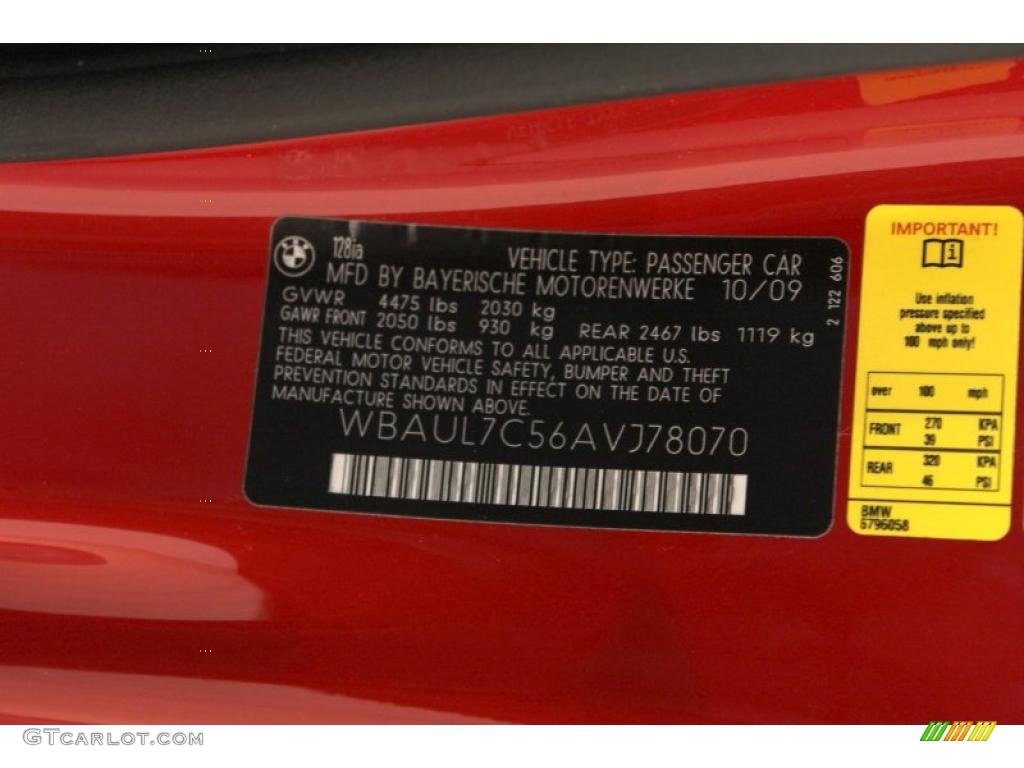 128ia
VEHICLE TYPE: PASSENGER CAR
MFD BY BAYERISCHE MOTORENWERKE 10/09
GVWR 4475 lbs 2030 kg
GAWR FRONT 2050 lbs 930 kg REAR 2467 lbs 1119 kg
THIS VEHICLE CONFORMS TO ALL APPLICABLE U.S.
FEDERAL MOTOR VEHICLE SAFETY, BUMPER AND THEFT
PREVENTION STANDARDS IN EFFECT ON THE DATE OF
MANUFACTURE SHOWN ABOVE.
WBAUL7C56AVJ78070
2 122 606
IMPORTANT!
Use inflation
pressure specified
above up to
100 mph only!
over 100 mph
FRONT 270 KPA
39 PSI
REAR 320 KPA
46 PSI
BMW
6796058
GTCARLOT.COM